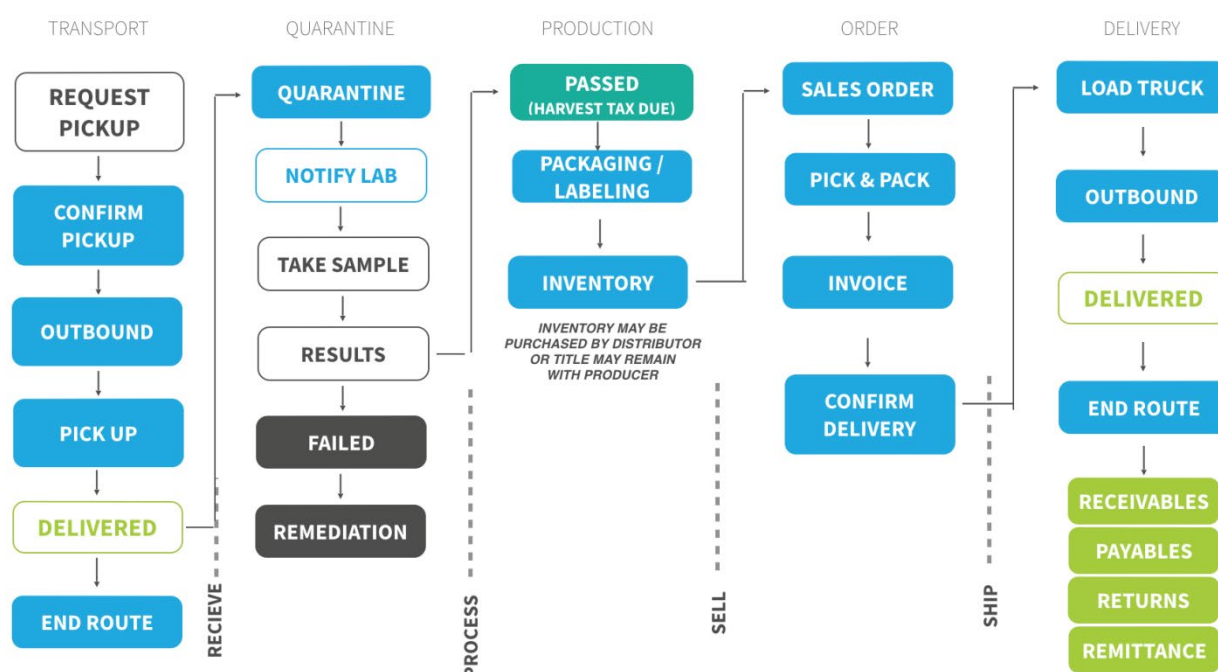 TRANSPORT
REQUEST
PICKUP
CONFIRM
PICKUP
OUTBOUND
PICK UP
DELIVERED
END ROUTE
RECIEVE
QUARANTINE
QUARANTINE
NOTIFY LAB
TAKE SAMPLE
RESULTS
FAILED
REMEDIATION
PROCESS
PRODUCTION
PASSED
(HARVEST TAX DUE)
PACKAGING /
LABELING
INVENTORY
INVENTORY MAY BE
PURCHASED BY DISTRIBUTOR
OR TITLE MAY REMAIN
WITH PRODUCER
SELL
ORDER
SALES ORDER
PICK & PACK
INVOICE
CONFIRM
DELIVERY
SHIP
DELIVERY
LOAD TRUCK
OUTBOUND
DELIVERED
END ROUTE
RECEIVABLES
PAYABLES
RETURNS
REMITTANCE